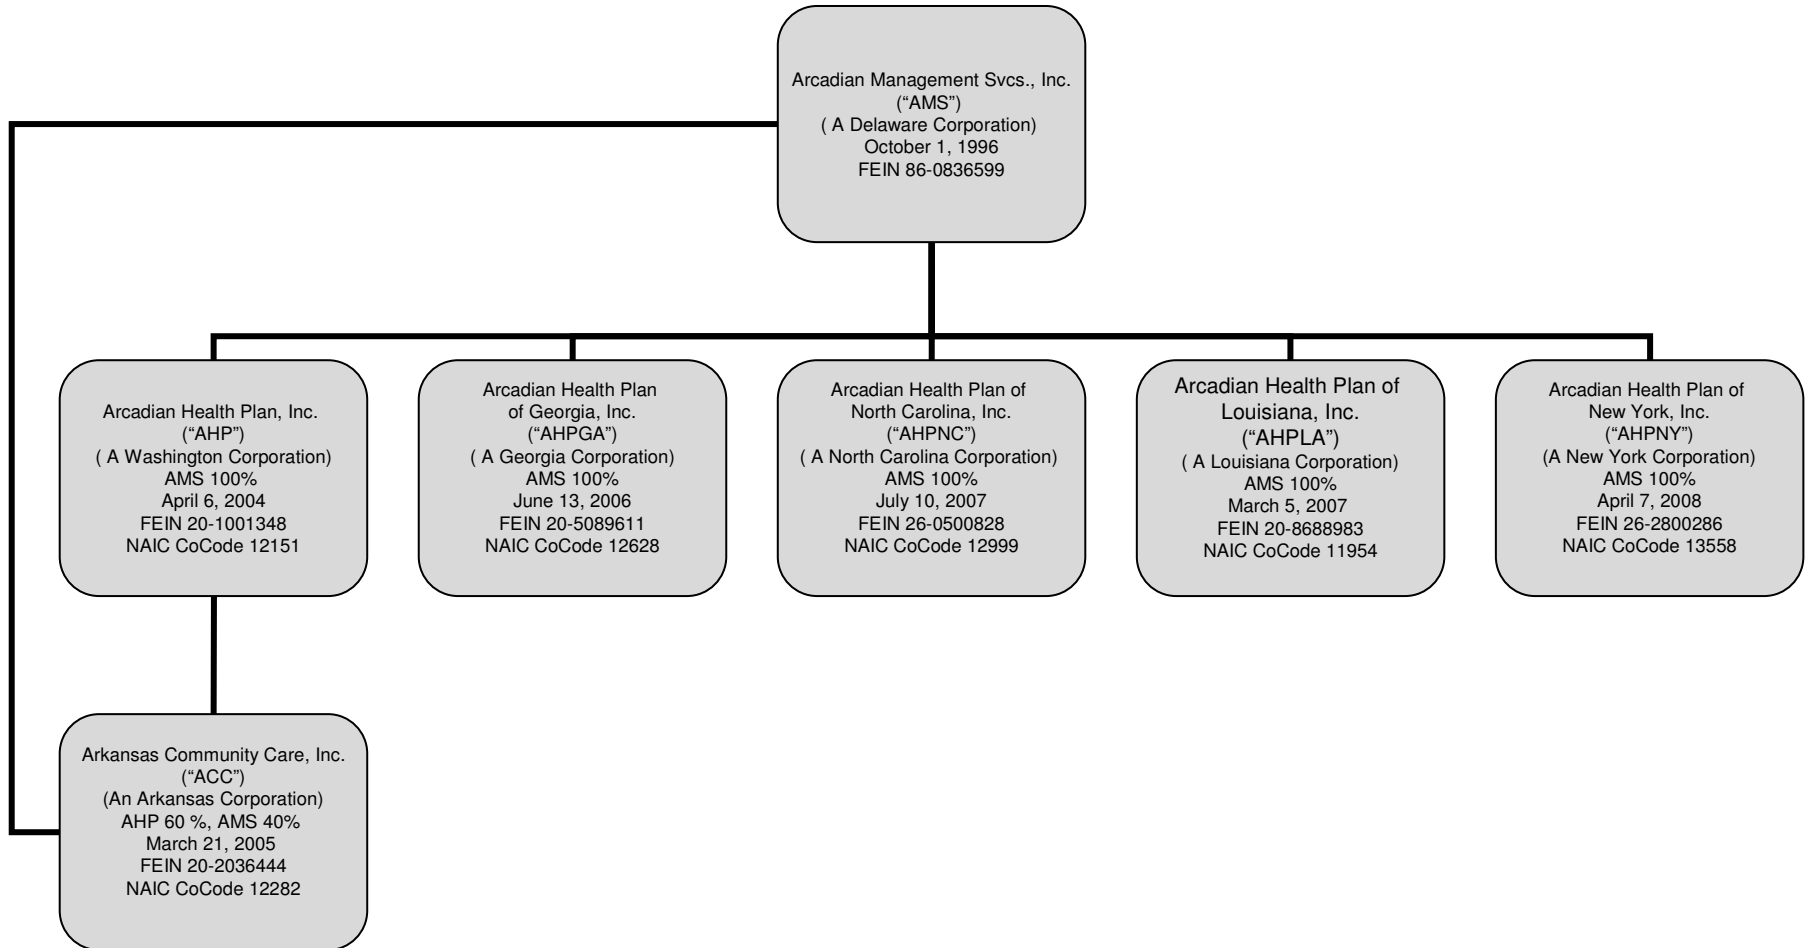 Arcadian Management Svcs., Inc.
(“AMS”)
( A Delaware Corporation)
October 1, 1996
FEIN 86-0836599
Arcadian Health Plan, Inc.
(“AHP”)
( A Washington Corporation)
AMS 100%
April 6, 2004
FEIN 20-1001348
NAIC CoCode 12151
Arcadian Health Plan
of Georgia, Inc.
(“AHPGA”)
( A Georgia Corporation)
AMS 100%
June 13, 2006
FEIN 20-5089611
NAIC CoCode 12628
Arcadian Health Plan of
North Carolina, Inc.
(“AHPNC”)
( A North Carolina Corporation)
AMS 100%
July 10, 2007
FEIN 26-0500828
NAIC CoCode 12999
Arcadian Health Plan of
Louisiana, Inc.
(“AHPLA”)
( A Louisiana Corporation)
AMS 100%
March 5, 2007
FEIN 20-8688983
NAIC CoCode 11954
Arcadian Health Plan of
New York, Inc.
(“AHPNY”)
(A New York Corporation)
AMS 100%
April 7, 2008
FEIN 26-2800286
NAIC CoCode 13558
Arkansas Community Care, Inc.
(“ACC”)
(An Arkansas Corporation)
AHP 60 %, AMS 40%
March 21, 2005
FEIN 20-2036444
NAIC CoCode 12282